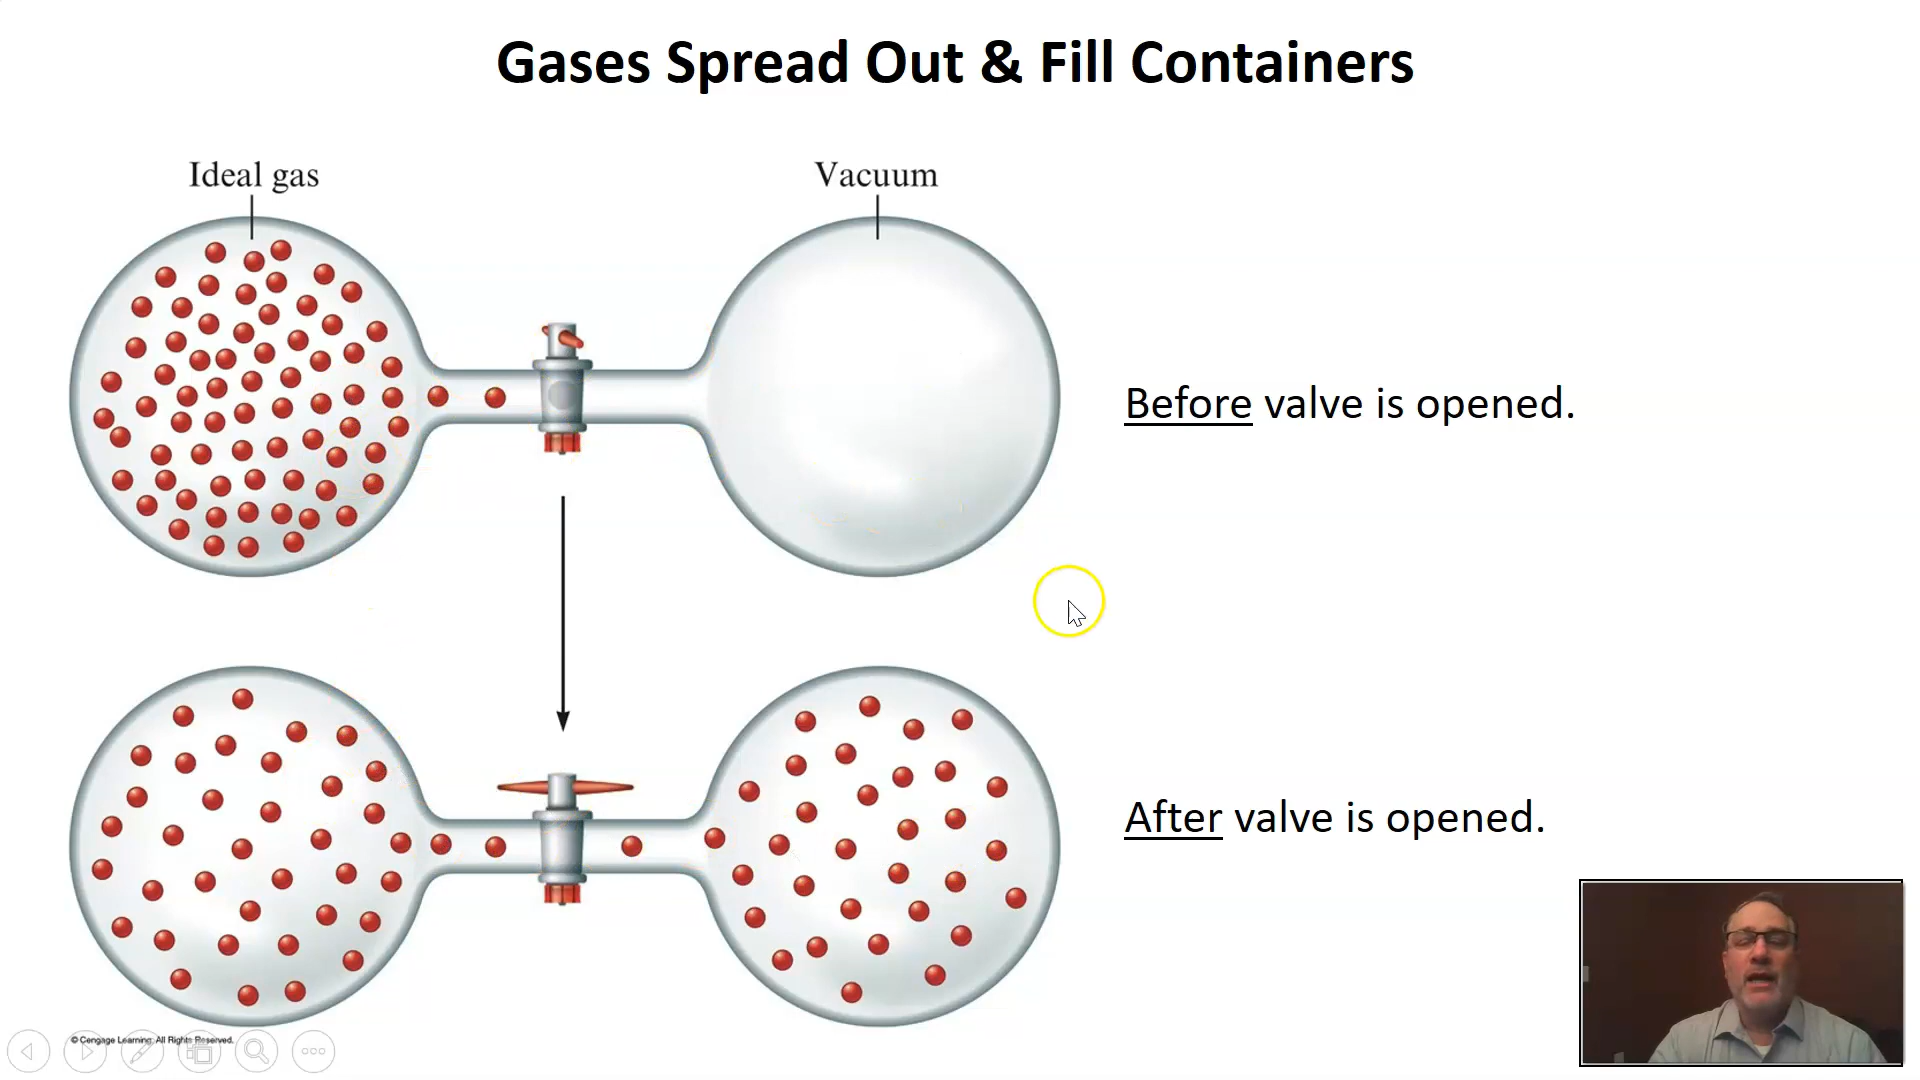 Gases Spread Out & Fill Containers
Ideal gas
Vacuum
Before valve is opened.
After valve is opened.
© Cengage Learning. All Rights Reserved.